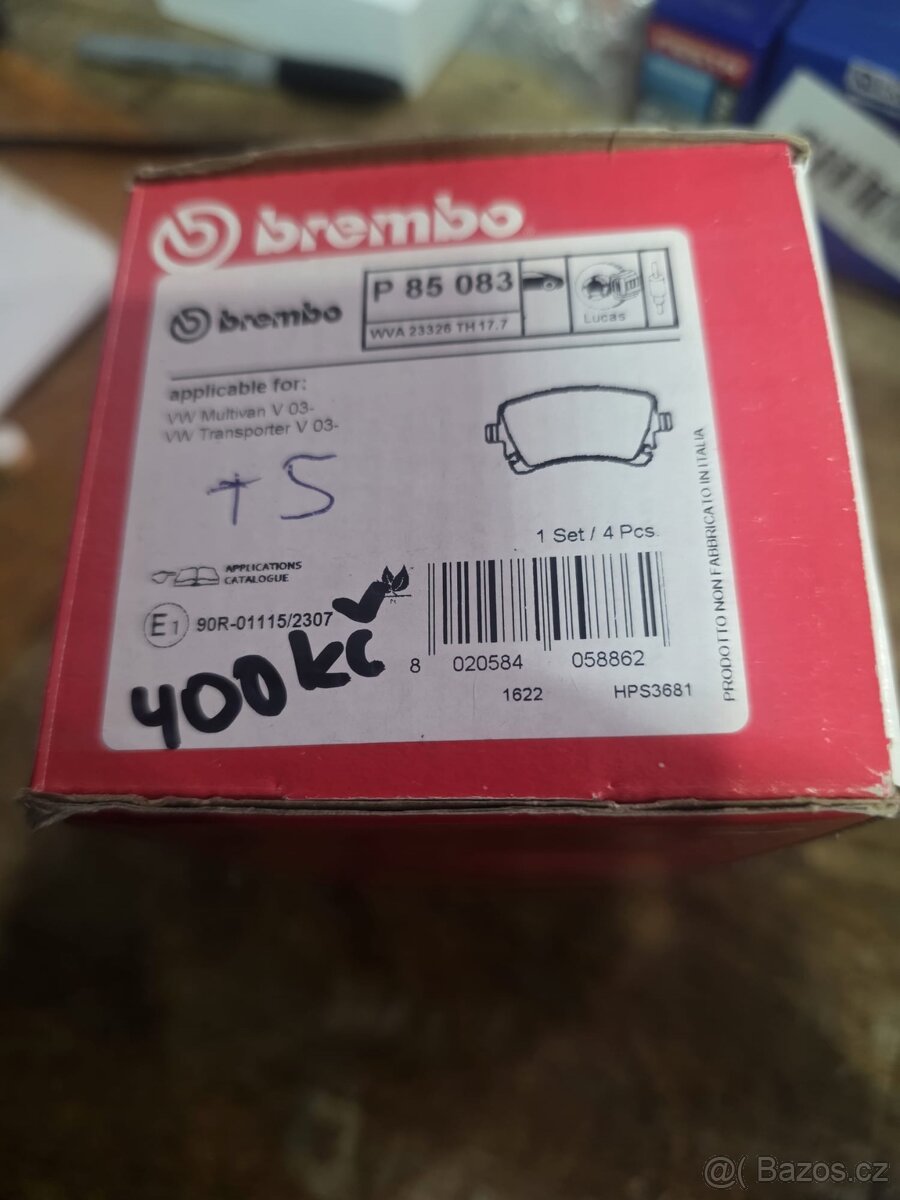 brembo
brembo
P 85 083
WVA 23326 TH 17.7
Lucas
applicable for:
VW Multivan V 03-
VW Transporter V 03-
T5
1 Set / 4 Pcs.
APPLICATIONS
CATALOGUE
E1 90R-01115/2307
400 kc
8 020584 058862
1622 HPS3681
PRODOTTO NON FABBRICATO IN ITALIA
@( Bazos.cz